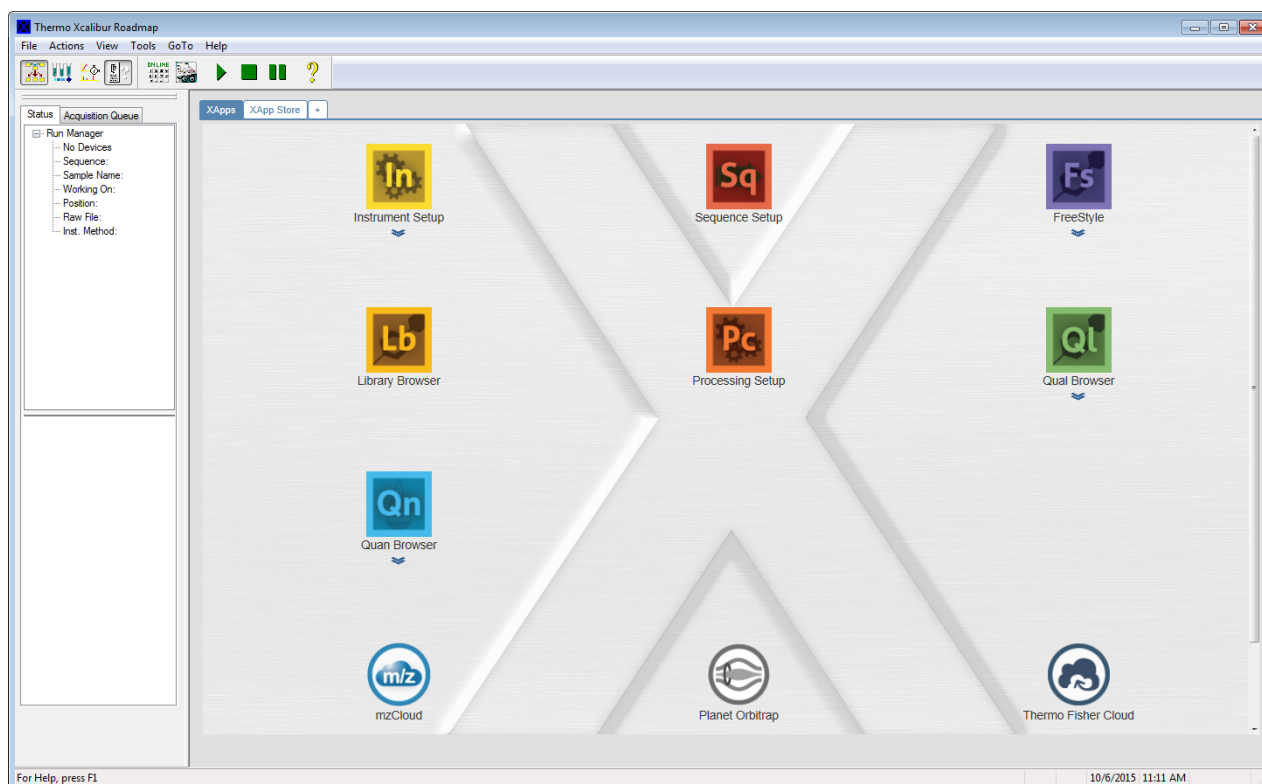 Thermo Xcalibur Roadmap
File Actions View Tools GoTo Help
ONLINE
?
Status Acquisition Queue
Run Manager
No Devices
Sequence:
Sample Name:
Working On:
Position:
Raw File:
Inst. Method:
XApps XApp Store +
In Sq Fs
Instrument Setup Sequence Setup FreeStyle
Lb Pc Ql
Library Browser Processing Setup Qual Browser
Qn
Quan Browser
m/z
mzCloud Planet Orbitrap Thermo Fisher Cloud
For Help, press F1 10/6/2015 11:11 AM